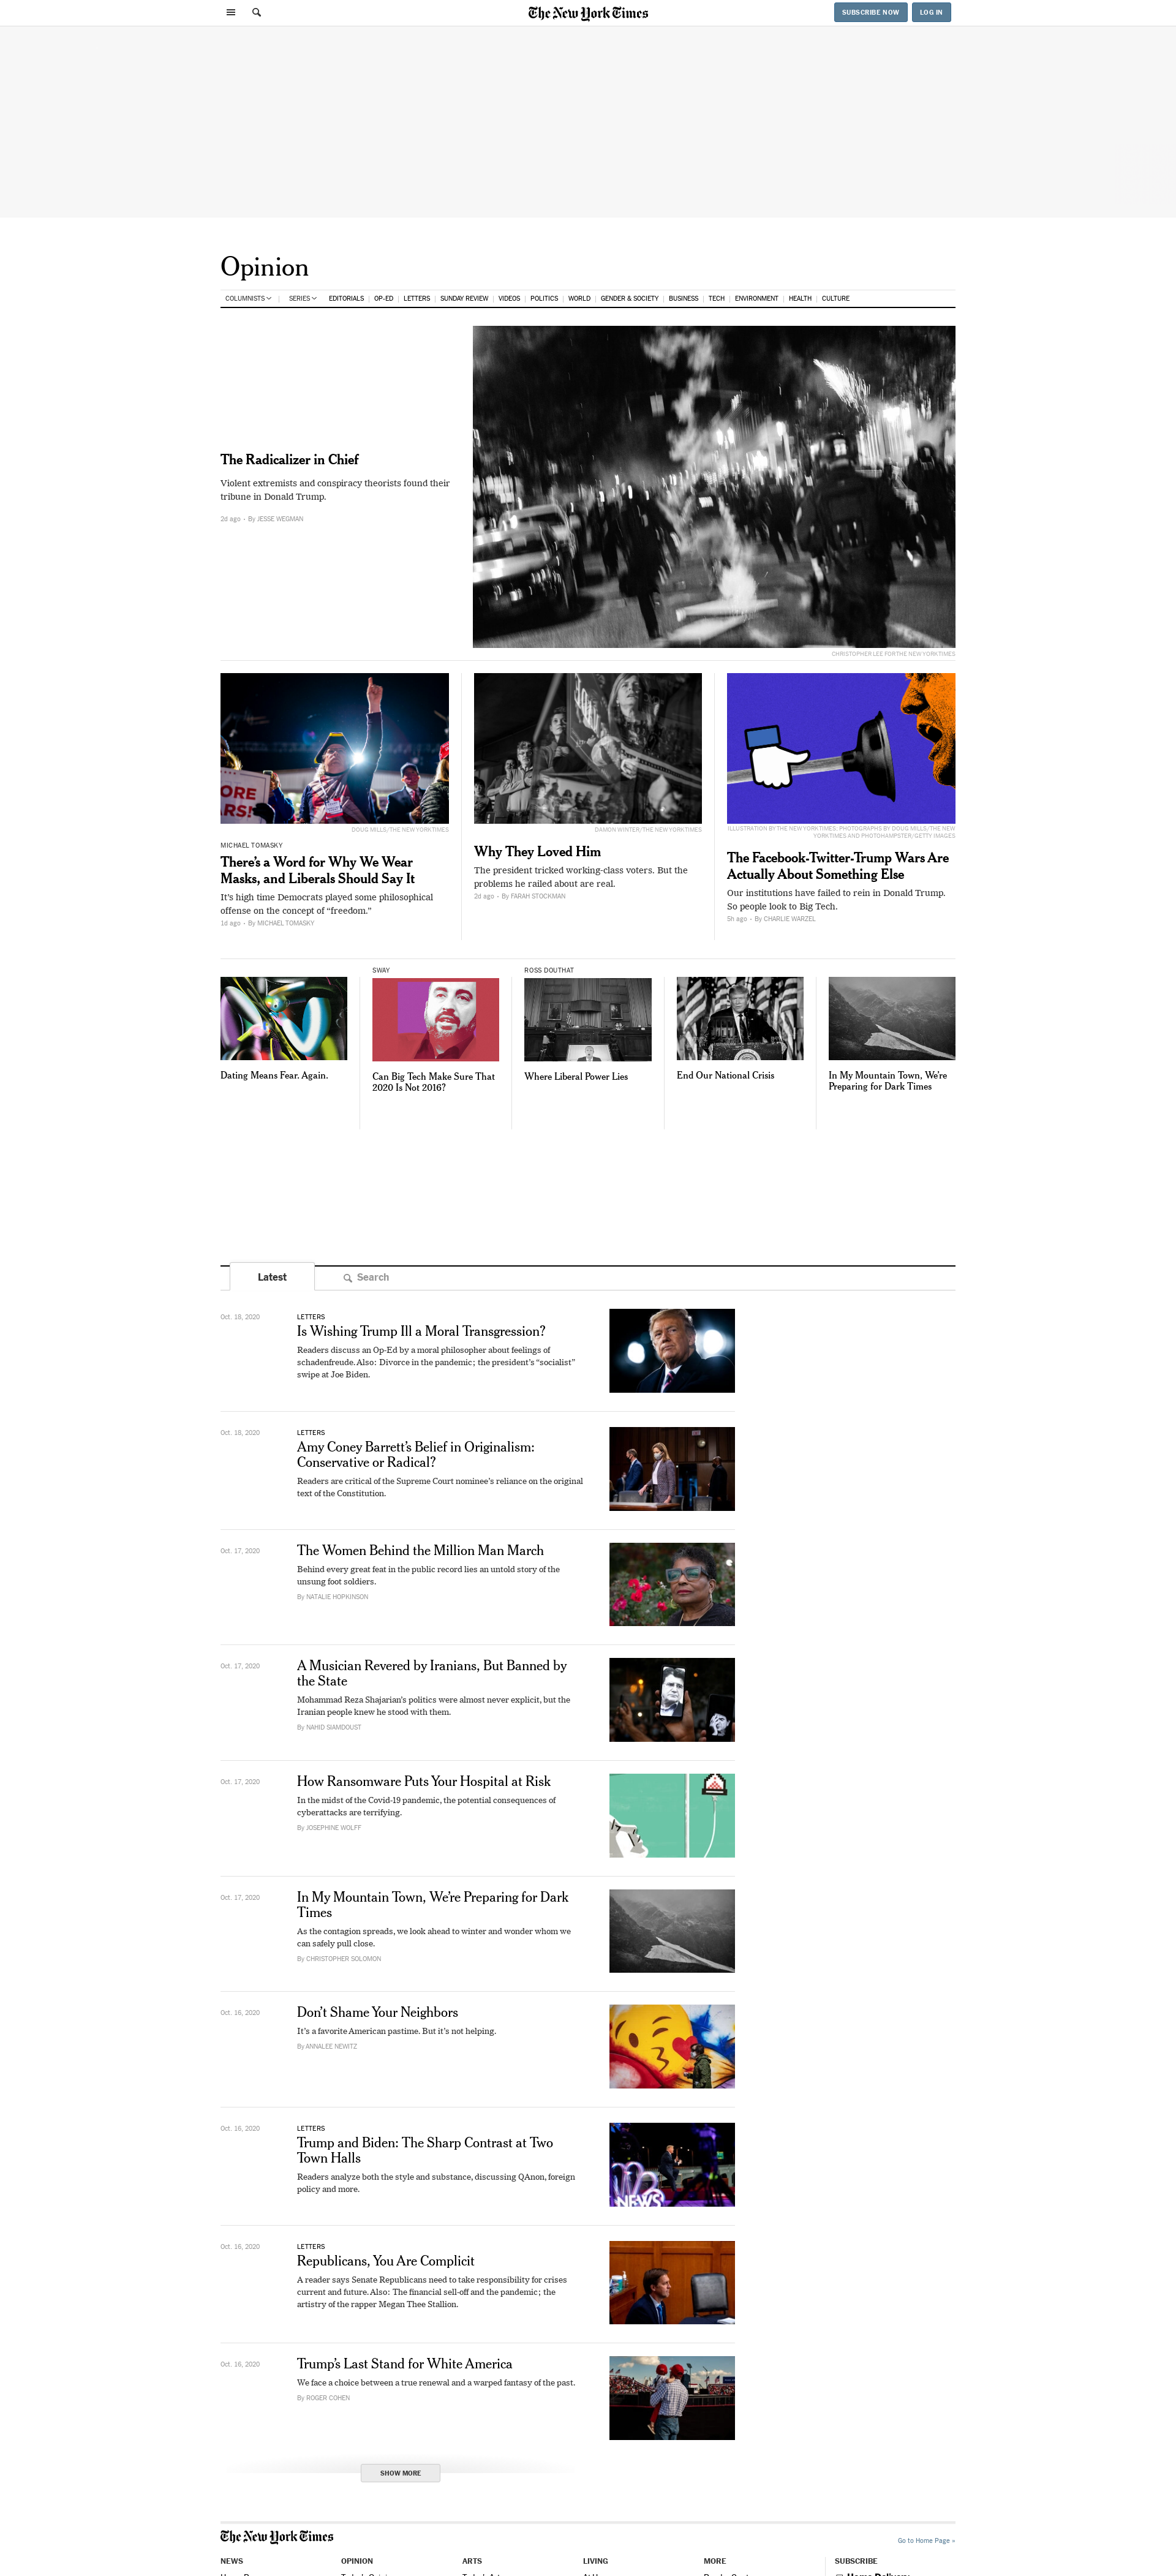 The New York Times
SUBSCRIBE NOW
LOG IN
Opinion
COLUMNISTS SERIES EDITORIALS OP-ED LETTERS SUNDAY REVIEW VIDEOS POLITICS WORLD GENDER & SOCIETY BUSINESS TECH ENVIRONMENT HEALTH CULTURE
The Radicalizer in Chief
Violent extremists and conspiracy theorists found their
tribune in Donald Trump.
2d ago • By JESSE WEGMAN
CHRISTOPHER LEE FOR THE NEW YORK TIMES
ORE
RS!
DOUG MILLS/THE NEW YORK TIMES
MICHAEL TOMASKY
There's a Word for Why We Wear
Masks, and Liberals Should Say It
It's high time Democrats played some philosophical
offense on the concept of “freedom.”
1d ago • By MICHAEL TOMASKY
DAMON WINTER/THE NEW YORK TIMES
Why They Loved Him
The president tricked working-class voters. But the
problems he railed about are real.
2d ago • By FARAH STOCKMAN
ILLUSTRATION BY THE NEW YORK TIMES; PHOTOGRAPHS BY DOUG MILLS/THE NEW
YORK TIMES AND PHOTOHAMPSTER/GETTY IMAGES
The Facebook-Twitter-Trump Wars Are
Actually About Something Else
Our institutions have failed to rein in Donald Trump.
So people look to Big Tech.
5h ago • By CHARLIE WARZEL
Dating Means Fear. Again.
SWAY
Can Big Tech Make Sure That
2020 Is Not 2016?
ROSS DOUTHAT
Where Liberal Power Lies
End Our National Crisis
In My Mountain Town, We're
Preparing for Dark Times
Latest
Search
Oct. 18, 2020
LETTERS
Is Wishing Trump Ill a Moral Transgression?
Readers discuss an Op-Ed by a moral philosopher about feelings of
schadenfreude. Also: Divorce in the pandemic; the president's “socialist”
swipe at Joe Biden.
Oct. 18, 2020
LETTERS
Amy Coney Barrett's Belief in Originalism:
Conservative or Radical?
Readers are critical of the Supreme Court nominee's reliance on the original
text of the Constitution.
Oct. 17, 2020
The Women Behind the Million Man March
Behind every great feat in the public record lies an untold story of the
unsung foot soldiers.
By NATALIE HOPKINSON
Oct. 17, 2020
A Musician Revered by Iranians, But Banned by
the State
Mohammad Reza Shajarian's politics were almost never explicit, but the
Iranian people knew he stood with them.
By NAHID SIAMDOUST
Oct. 17, 2020
How Ransomware Puts Your Hospital at Risk
In the midst of the Covid-19 pandemic, the potential consequences of
cyberattacks are terrifying.
By JOSEPHINE WOLFF
Oct. 17, 2020
In My Mountain Town, We're Preparing for Dark
Times
As the contagion spreads, we look ahead to winter and wonder whom we
can safely pull close.
By CHRISTOPHER SOLOMON
Oct. 16, 2020
Don't Shame Your Neighbors
It's a favorite American pastime. But it's not helping.
By ANNALEE NEWITZ
Oct. 16, 2020
LETTERS
Trump and Biden: The Sharp Contrast at Two
Town Halls
Readers analyze both the style and substance, discussing QAnon, foreign
policy and more.
NEWS
Oct. 16, 2020
LETTERS
Republicans, You Are Complicit
A reader says Senate Republicans need to take responsibility for crises
current and future. Also: The financial sell-off and the pandemic; the
artistry of the rapper Megan Thee Stallion.
Oct. 16, 2020
Trump's Last Stand for White America
We face a choice between a true renewal and a warped fantasy of the past.
By ROGER COHEN
SHOW MORE
The New York Times
Go to Home Page »
NEWS
OPINION
ARTS
LIVING
MORE
SUBSCRIBE